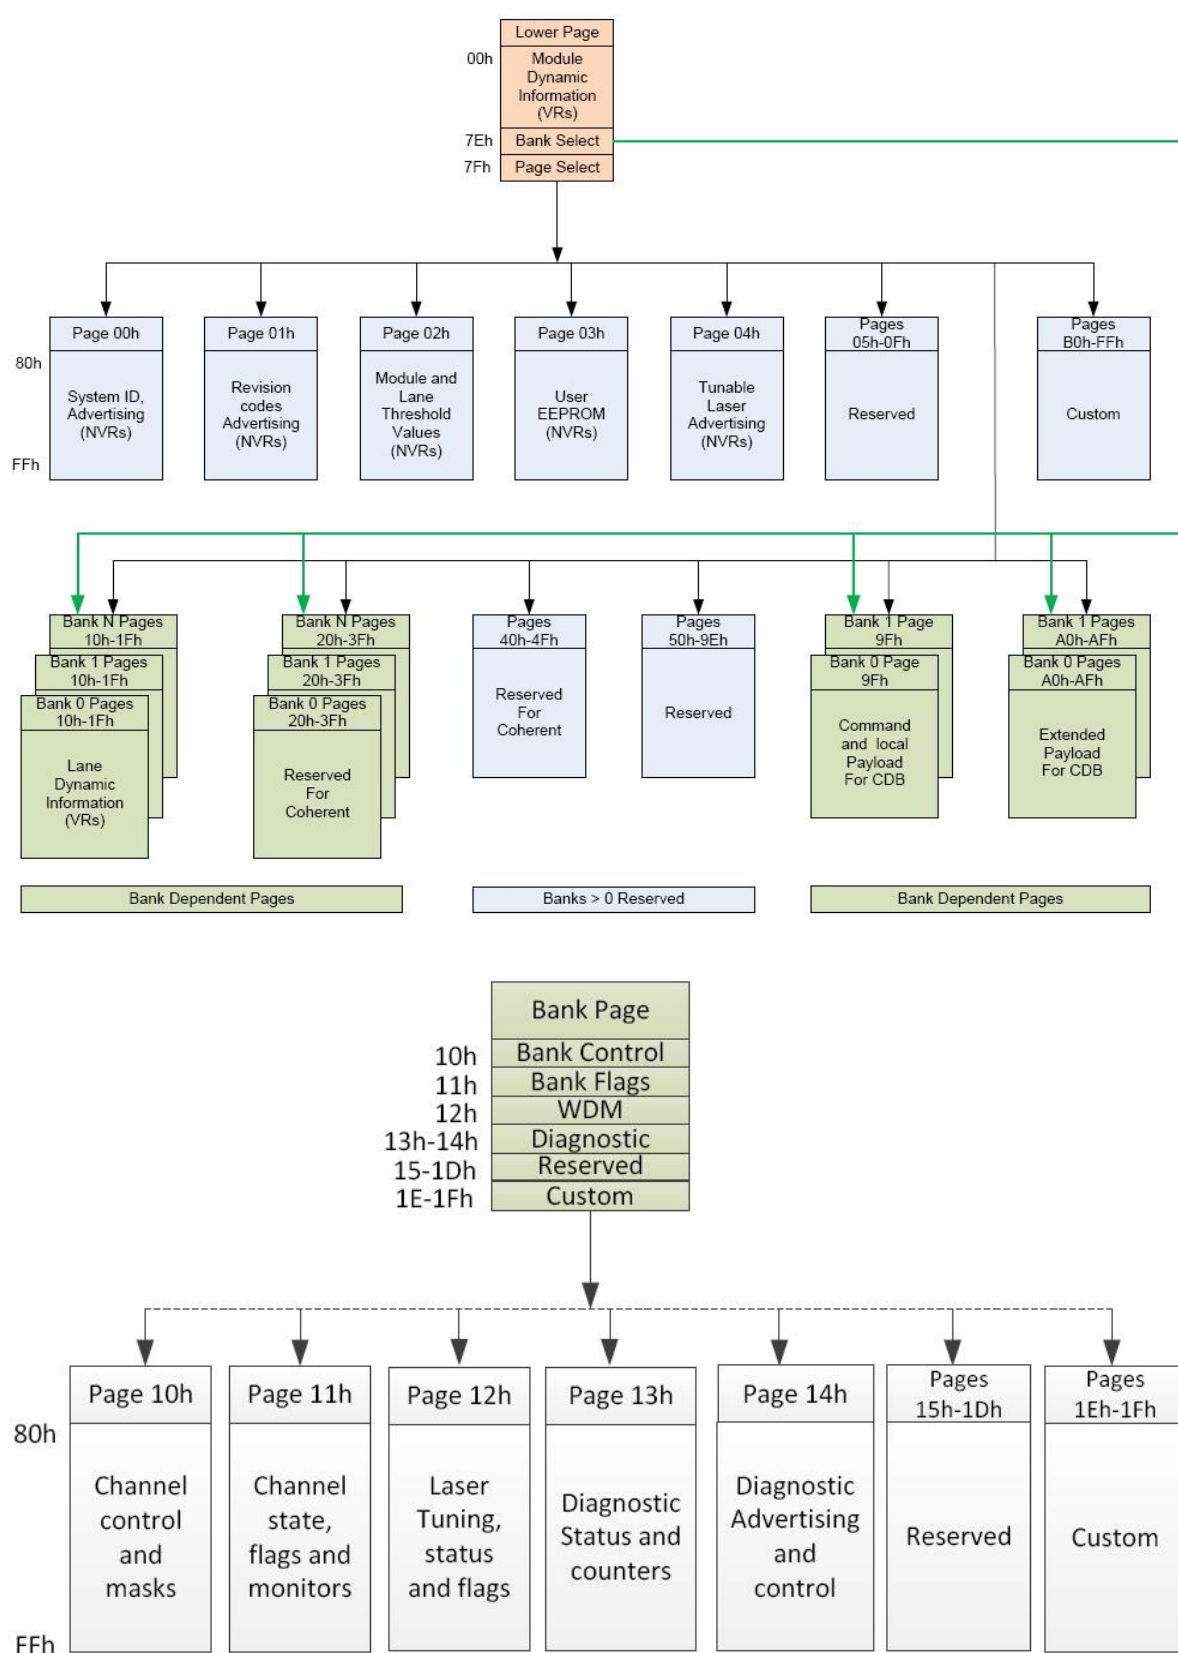 Lower Page
00h
Module
Dynamic
Information
(VRs)
7Eh
Bank Select
7Fh
Page Select
Page 00h
80h
System ID,
Advertising
(NVRs)
FFh
Page 01h
Revision
codes
Advertising
(NVRs)
Page 02h
Module and
Lane
Threshold
Values
(NVRs)
Page 03h
User
EEPROM
(NVRs)
Page 04h
Tunable
Laser
Advertising
(NVRs)
Pages
05h-0Fh
Reserved
Pages
B0h-FFh
Custom
Bank N Pages
10h-1Fh
Bank 1 Pages
10h-1Fh
Bank 0 Pages
10h-1Fh
Lane
Dynamic
Information
(VRs)
Bank N Pages
20h-3Fh
Bank 1 Pages
20h-3Fh
Bank 0 Pages
20h-3Fh
Reserved
For
Coherent
Pages
40h-4Fh
Reserved
For
Coherent
Pages
50h-9Eh
Reserved
Bank 1 Page
9Fh
Bank 0 Page
9Fh
Command
and local
Payload
For CDB
Bank 1 Pages
A0h-AFh
Bank 0 Pages
A0h-AFh
Extended
Payload
For CDB
Bank Dependent Pages
Banks > 0 Reserved
Bank Dependent Pages
Bank Page
10h
Bank Control
11h
Bank Flags
12h
WDM
13h-14h
Diagnostic
15-1Dh
Reserved
1E-1Fh
Custom
Page 10h
80h
Channel
control
and
masks
FFh
Page 11h
Channel
state,
flags and
monitors
Page 12h
Laser
Tuning,
status
and flags
Page 13h
Diagnostic
Status and
counters
Page 14h
Diagnostic
Advertising
and
control
Pages
15h-1Dh
Reserved
Pages
1Eh-1Fh
Custom